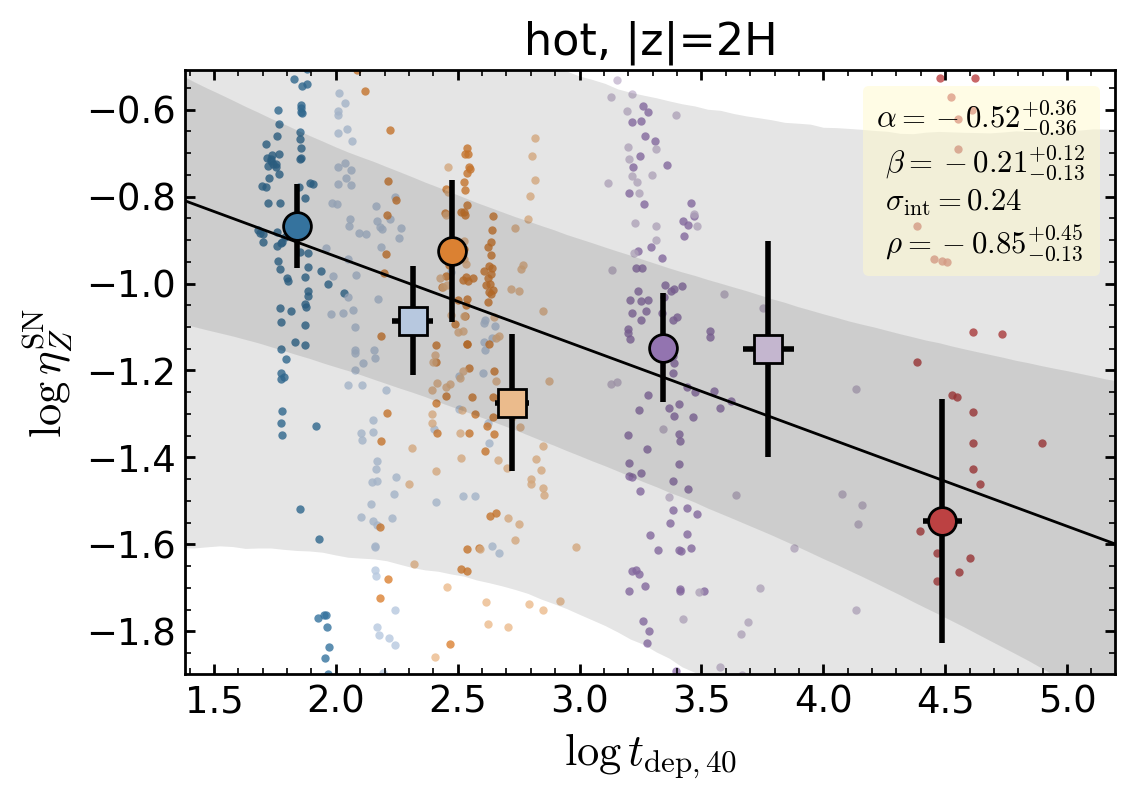 hot, |z|=2H
α = −0.52 +0.36 −0.36
β = −0.21 +0.12 −0.13
σint = 0.24
ρ = −0.85 +0.45 −0.13
−0.6
−0.8
−1.0
−1.2
−1.4
−1.6
−1.8
log η_Z^SN
1.5 2.0 2.5 3.0 3.5 4.0 4.5 5.0
log t_dep, 40